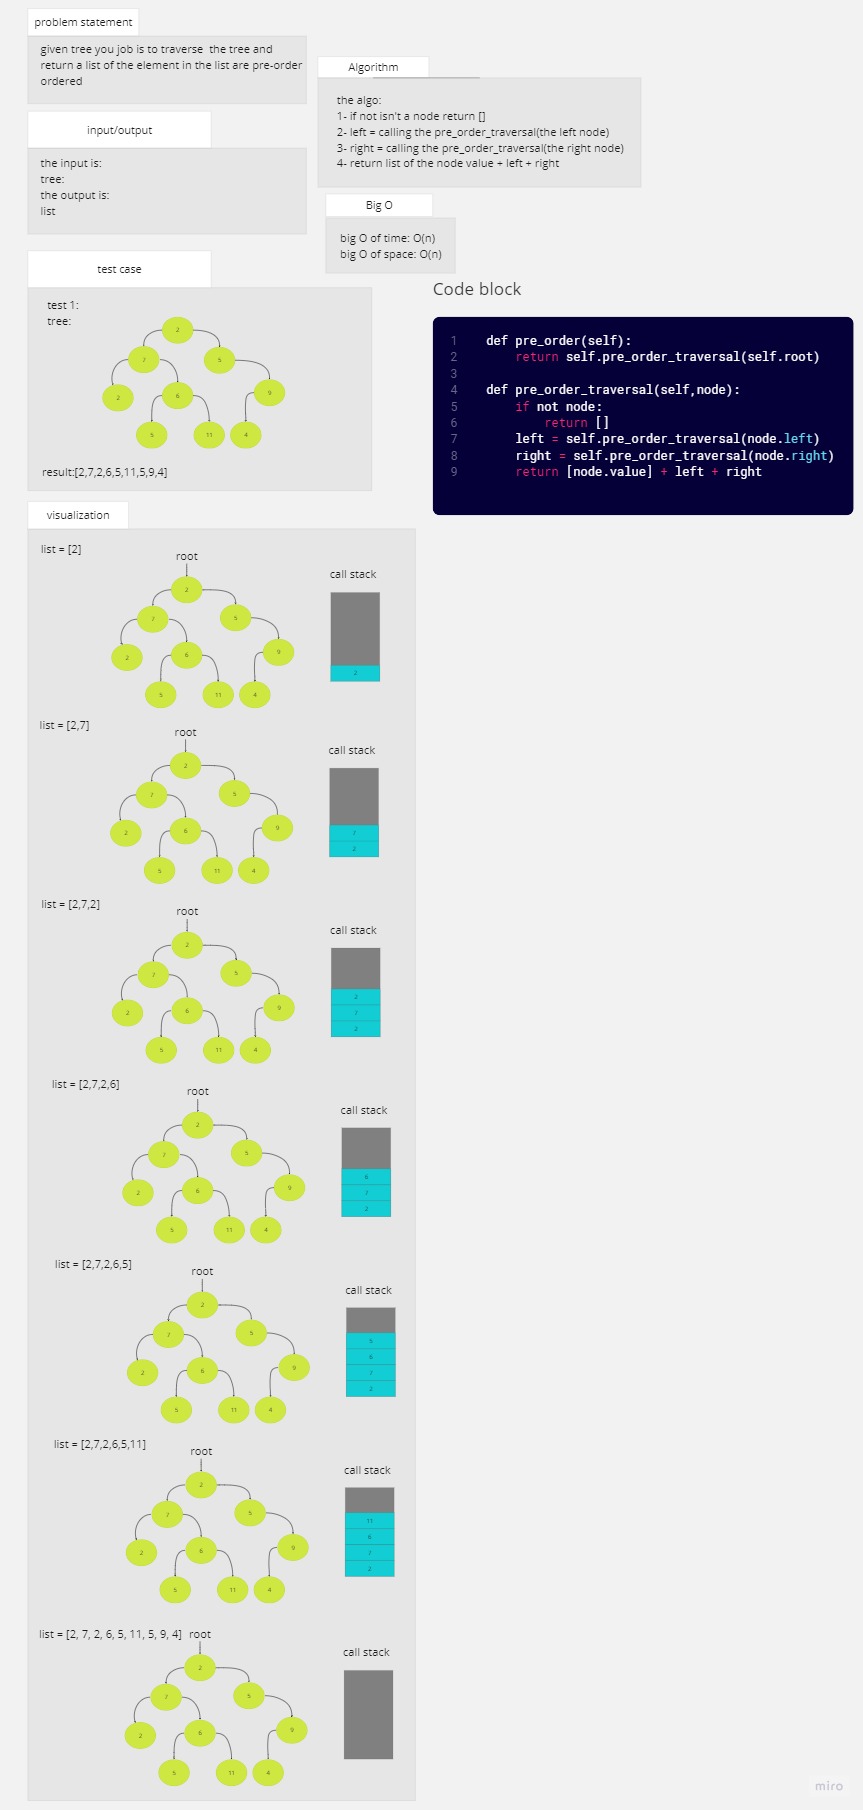 problem statement
given tree you job is to traverse the tree and
return a list of the element in the list are pre-order
ordered
input/output
the input is:
tree:
the output is:
list
Algorithm
the algo:
1- if not isn't a node return []
2- left = calling the pre_order_traversal(the left node)
3- right = calling the pre_order_traversal(the right node)
4- return list of the node value + left + right
Big O
big O of time: O(n)
big O of space: O(n)
test case
test 1:
tree:
2
7
5
2
6
9
5
11
4
result:[2,7,2,6,5,11,5,9,4]
Code block
1 def pre_order(self):
2 return self.pre_order_traversal(self.root)
3
4 def pre_order_traversal(self,node):
5 if not node:
6 return []
7 left = self.pre_order_traversal(node.left)
8 right = self.pre_order_traversal(node.right)
9 return [node.value] + left + right
visualization
list = [2]
root
2
7
5
2
6
9
5
11
4
call stack
2
list = [2,7]
root
2
7
5
2
6
9
5
11
4
call stack
7
2
list = [2,7,2]
root
2
7
5
2
6
9
5
11
4
call stack
2
7
2
list = [2,7,2,6]
root
2
7
5
2
6
9
5
11
4
call stack
6
7
2
list = [2,7,2,6,5]
root
2
7
5
2
6
9
5
11
4
call stack
5
6
7
2
list = [2,7,2,6,5,11]
root
2
7
5
2
6
9
5
11
4
call stack
11
6
7
2
list = [2, 7, 2, 6, 5, 11, 5, 9, 4]
root
2
7
5
2
6
9
5
11
4
call stack
miro